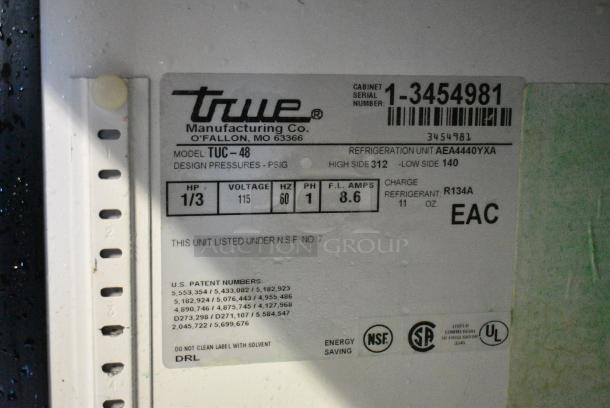 True®
Manufacturing Co.
O'FALLON, MO 63366
CABINET SERIAL NUMBER: 1-3454981
3454981
MODEL TUC-48 REFRIGERATION UNIT AEA4440YXA
DESIGN PRESSURES - PSIG HIGH SIDE 312 -LOW SIDE 140
HP VOLTAGE HZ PH F.L. AMPS
1/3 115 60 1 8.6
CHARGE
REFRIGERANT R134A
11 OZ.
EAC
THIS UNIT LISTED UNDER N.S.F. NO. 7
AUCTION GROUP
U.S. PATENT NUMBERS:
5,553,354 / 5,433,082 / 5,182,923
5,182,924 / 5,076,443 / 4,955,486
4,890,746 / 4,875,745 / 4,127,968
D273,298 / D271,107 / 5,584,547
2,045,722 / 5,699,676
DO NOT CLEAN LABEL WITH SOLVENT
DRL
ENERGY SAVING
NSF
SA
UL
1
2